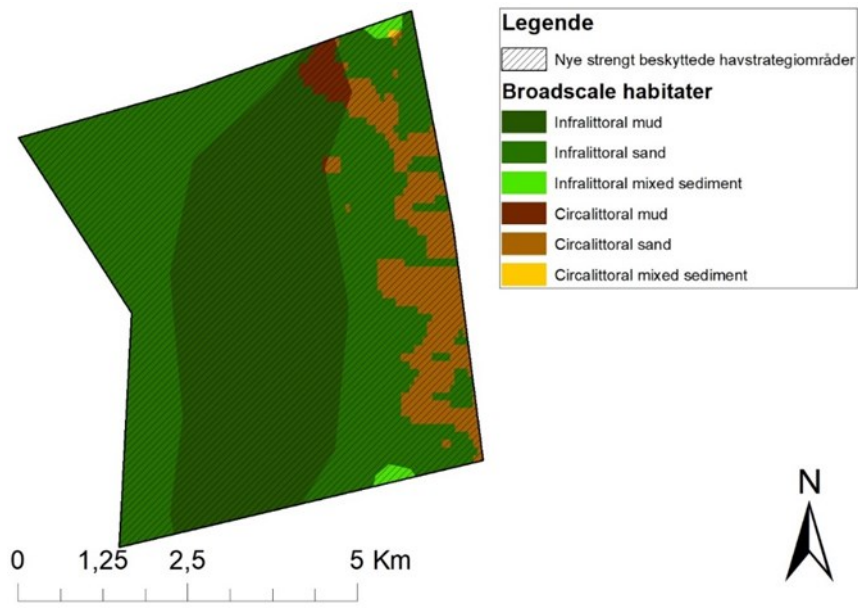 Legende
Nye strengt beskyttede havstrategiområder
Broadscale habitater
Infralittoral mud
Infralittoral sand
Infralittoral mixed sediment
Circalittoral mud
Circalittoral sand
Circalittoral mixed sediment
N
0 1,25 2,5 5 Km